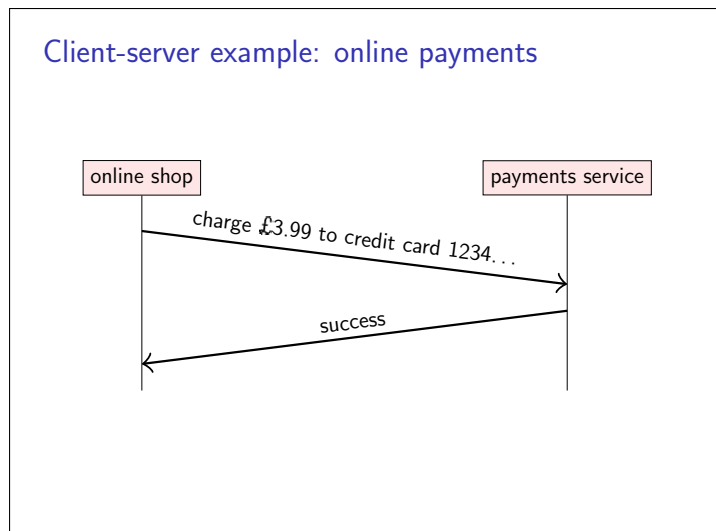 Client-server example: online payments
online shop
payments service
charge £3.99 to credit card 1234...
success